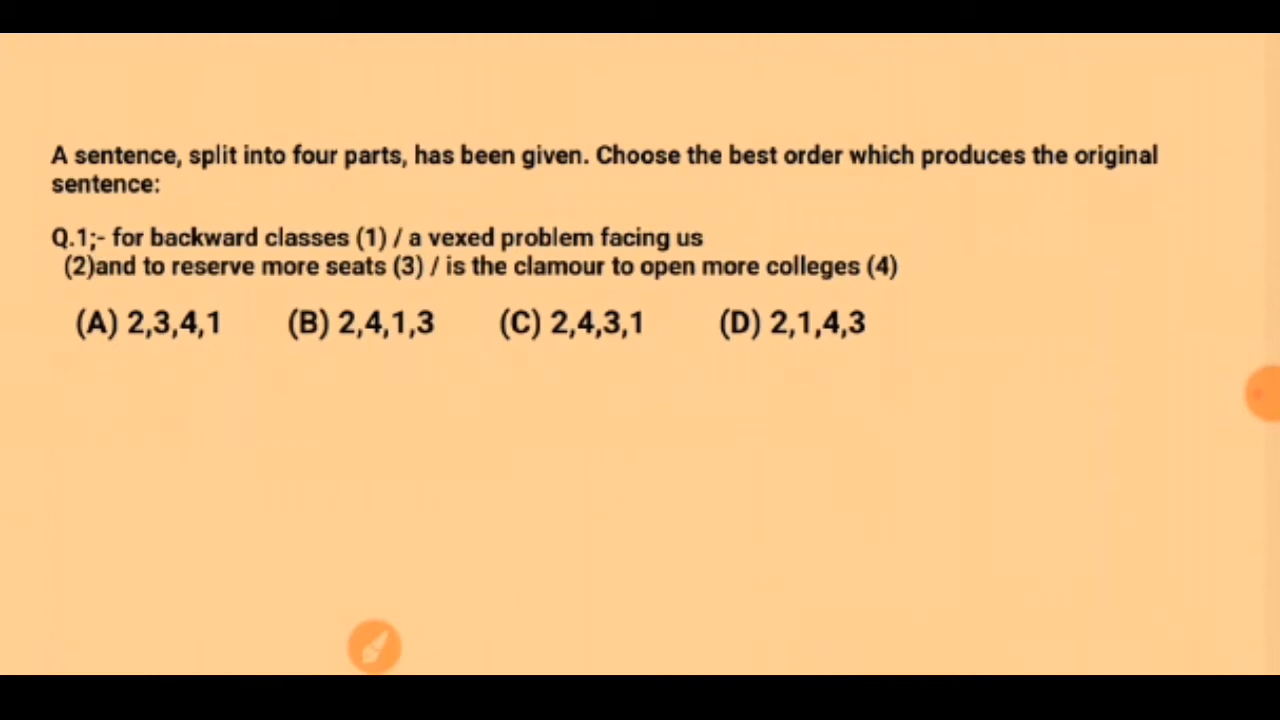 A sentence, split into four parts, has been given. Choose the best order which produces the original
sentence:
Q.1;- for backward classes (1) / a vexed problem facing us
(2)and to reserve more seats (3) / is the clamour to open more colleges (4)
(A) 2,3,4,1 (B) 2,4,1,3 (C) 2,4,3,1 (D) 2,1,4,3